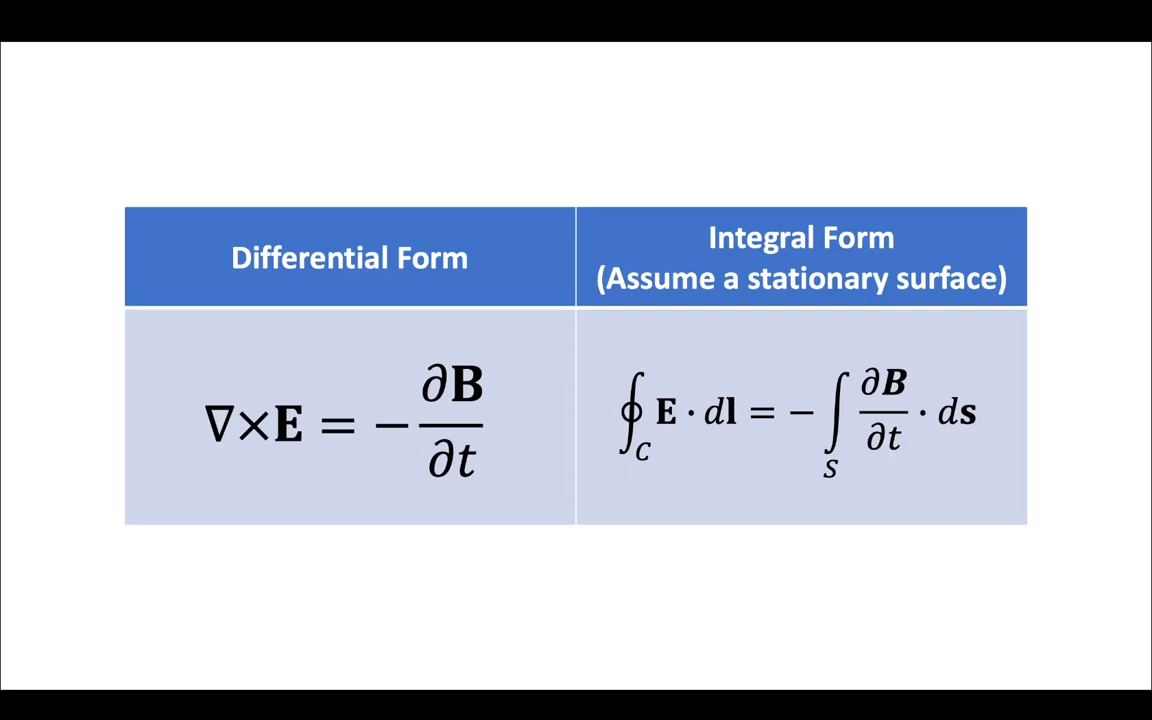 Differential Form
Integral Form
(Assume a stationary surface)
∇×𝐄 = −∂𝐁/∂t
∮_C 𝐄 · d𝐥 = − ∫_S ∂𝑩/∂t · d𝐬